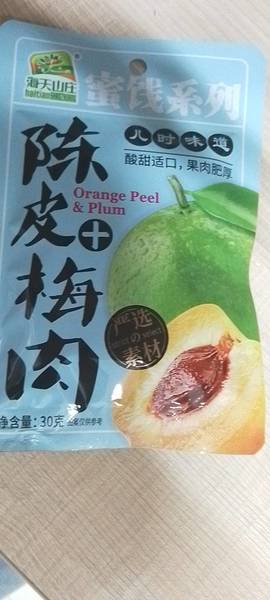 海天山庄
蜜饯系列
儿时味道
酸甜适口，果肉肥厚
陈皮+梅肉
Orange Peel
& Plum
严选
の
素材
净含量：30克